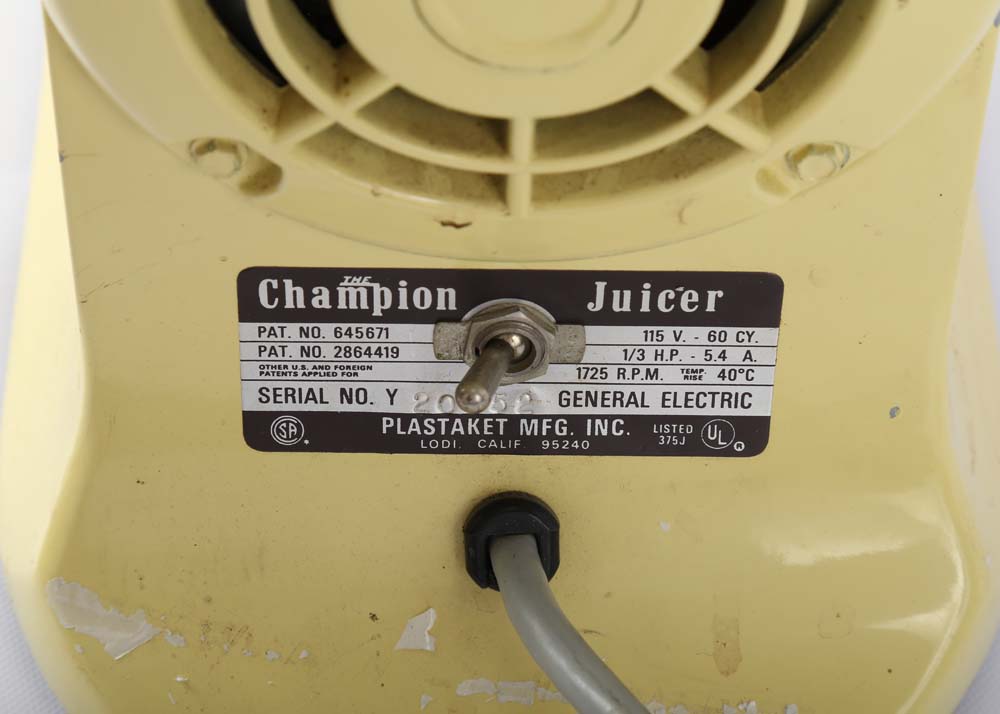 THE
Champion Juicer
PAT. NO. 645671
115 V. - 60 CY.
PAT. NO. 2864419
1/3 H.P. - 5.4 A.
OTHER U.S. AND FOREIGN
PATENTS APPLIED FOR
1725 R.P.M. TEMP. RISE 40°C
SERIAL NO. Y GENERAL ELECTRIC
SA
PLASTAKET MFG. INC.
LODI, CALIF 95240
LISTED
375J
UL
R